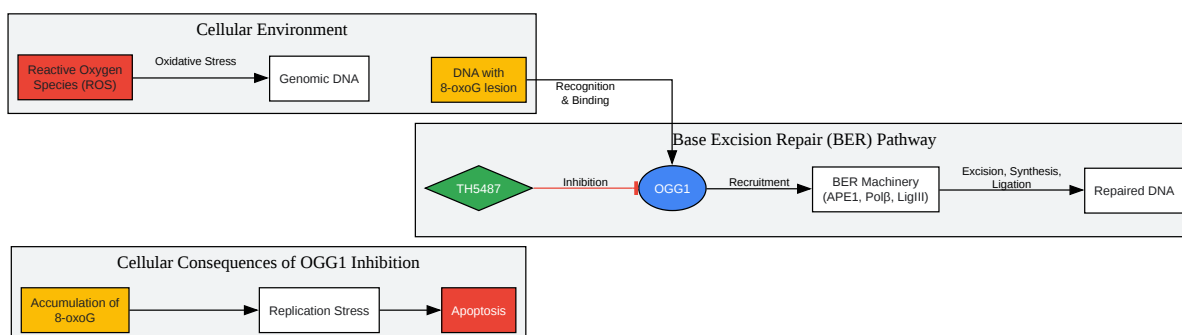 Cellular Environment
Reactive Oxygen
Species (ROS)
Oxidative Stress
Genomic DNA
DNA with
8-oxoG lesion
Recognition
& Binding
Base Excision Repair (BER) Pathway
TH5487
Inhibition
OGG1
Recruitment
BER Machinery
(APE1, Polβ, LigIII)
Excision, Synthesis,
Ligation
Repaired DNA
Cellular Consequences of OGG1 Inhibition
Accumulation of
8-oxoG
Replication Stress
Apoptosis